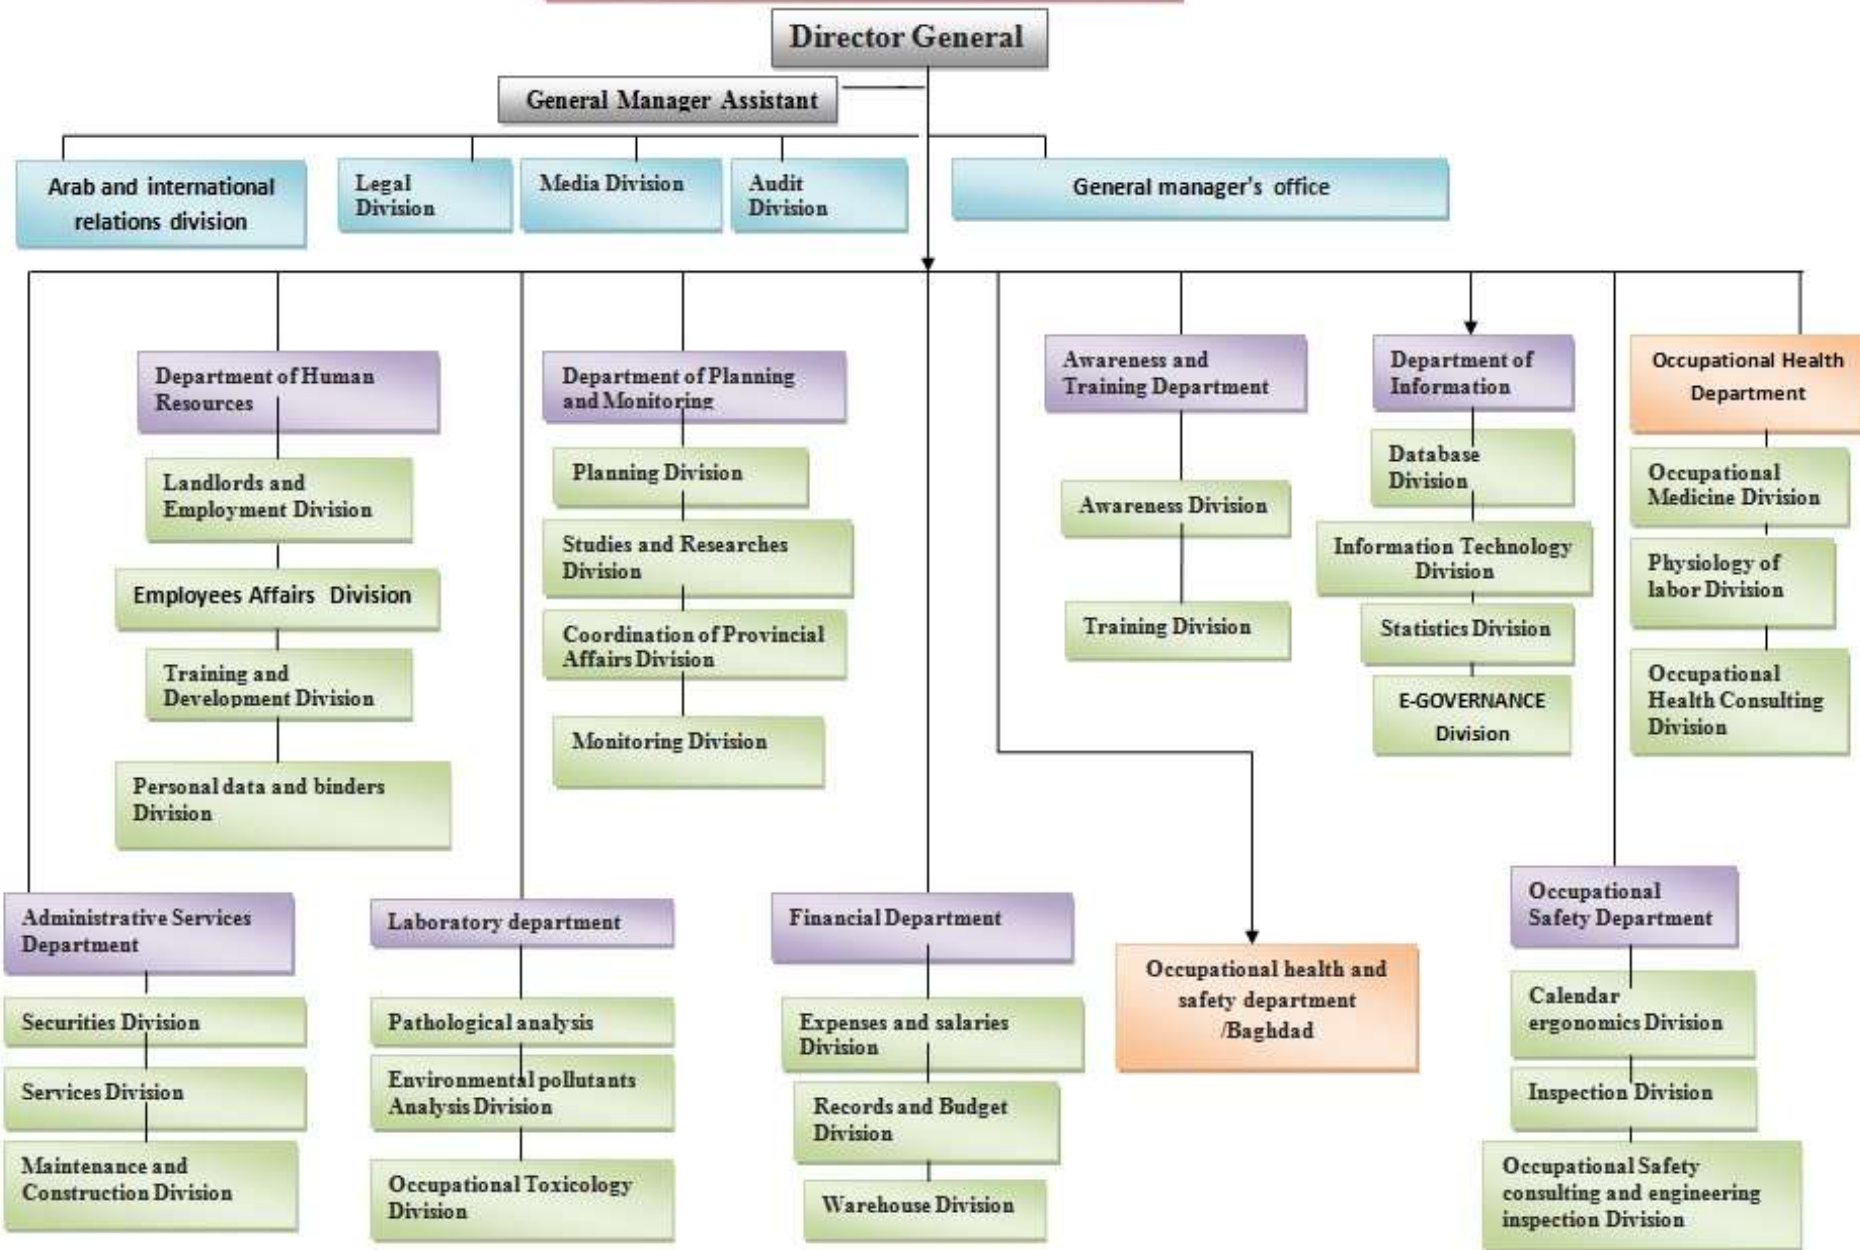 Director General
General Manager Assistant
Arab and international
relations division
Legal
Division
Media Division
Audit
Division
General manager's office
Department of Human
Resources
Landlords and
Employment Division
Employees Affairs Division
Training and
Development Division
Personal data and binders
Division
Department of Planning
and Monitoring
Planning Division
Studies and Researches
Division
Coordination of Provincial
Affairs Division
Monitoring Division
Awareness and
Training Department
Awareness Division
Training Division
Department of
Information
Database
Division
Information Technology
Division
Statistics Division
E-GOVERNANCE
Division
Occupational Health
Department
Occupational
Medicine Division
Physiology of
labor Division
Occupational
Health Consulting
Division
Administrative Services
Department
Securities Division
Services Division
Maintenance and
Construction Division
Laboratory department
Pathological analysis
Environmental pollutants
Analysis Division
Occupational Toxicology
Division
Financial Department
Expenses and salaries
Division
Records and Budget
Division
Warehouse Division
Occupational health and
safety department
/Baghdad
Occupational
Safety Department
Calendar
ergonomics Division
Inspection Division
Occupational Safety
consulting and engineering
inspection Division